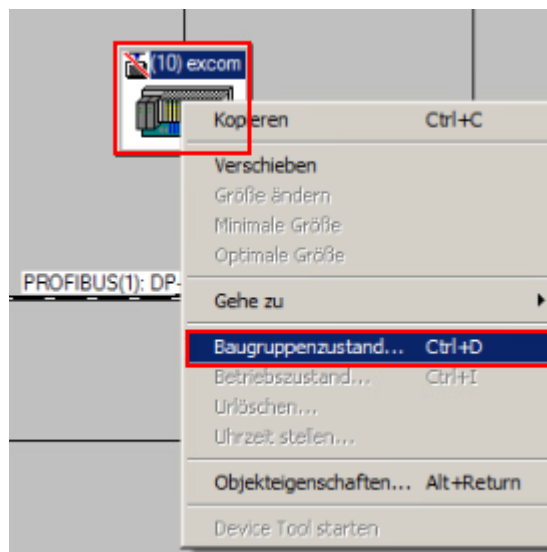 (10) excom
Kopieren Ctrl+C
Verschieben
Größe ändern
Minimale Größe
Optimale Größe
PROFIBUS(1): DP-
Gehe zu
Baugruppenzustand... Ctrl+D
Betriebszustand... Ctrl+I
Urlöschen...
Uhrzeit stellen...
Objekteigenschaften... Alt+Return
Device Tool starten